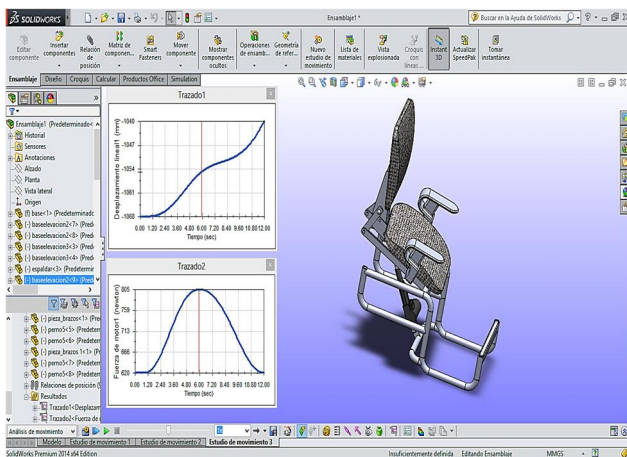 SOLIDWORKS
Ensamblaje1 *
Buscar en la Ayuda de SolidWorks
Editar componente
Insertar componentes
Relación de posición
Matriz de componen...
Smart Fasteners
Mover componente
Mostrar componentes ocultos
Operaciones de ensamb...
Geometría de refer...
Nuevo estudio de movimiento
Lista de materiales
Vista explosionada
Croquis con líneas ...
Instant 3D
Actualizar SpeedPak
Tomar instantánea
Ensamblaje Diseño Croquis Calcular Productos Office Simulation
Ensamblaje1 (Predeterminado<
Historial
Sensores
Anotaciones
Alzado
Planta
Vista lateral
Origen
(f) base<1> (Predeterminado
(-) baseelevacion2<7> (Pred
(-) baseelevacion2<8> (Pred
(-) baseelevacion3<3> (Pred
(-) baseelevacion3<4> (Pred
(-) espaldar<3> (Predetermin
(-) baseelevacion2<9> (Pred
(-) pieza_brazos<1> (Pred
(-) perno5<5> (Predeter
(-) perno5<6> (Predeter
(-) pieza_brazos 1<1> (Pr
(-) perno5<7> (Predeter
(-) perno5<8> (Predeter
Relaciones de posición (
Resultados
Trazado1<Desplazam
Trazado2<Fuerza de
Trazado1
Desplazamiento lineal1 (mm)
-1040
-1047
-1054
-1061
-1068
0.00 1.20 2.40 3.60 4.80 6.00 7.20 8.40 9.60 10.80 12.00
Tiempo (sec)
Trazado2
Fuerza de motor1 (newton)
805
759
713
666
620
0.00 1.20 2.40 3.60 4.80 6.00 7.20 8.40 9.60 10.80 12.00
Tiempo (sec)
Análisis de movimiento
Modelo Estudio de movimiento 1 Estudio de movimiento 2 Estudio de movimiento 3
SolidWorks Premium 2014 x64 Edition
Insuficientemente definida Editando Ensamblaje MMGS